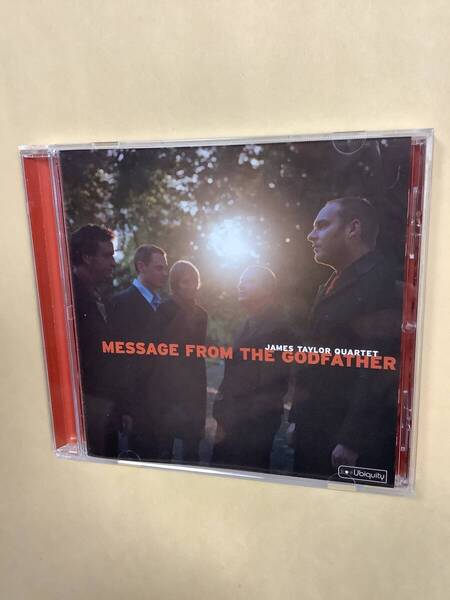 JAMES TAYLOR QUARTET
MESSAGE FROM THE GODFATHER
Ubiquity